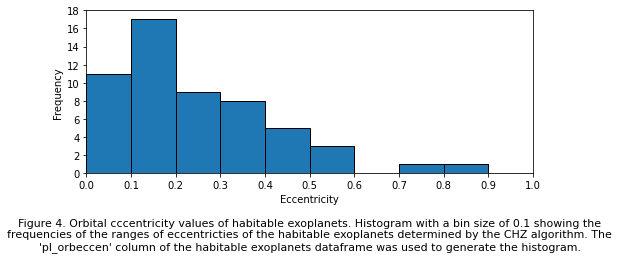 18
16
14
12
10
8
6
4
2
0
Frequency
0.0 0.1 0.2 0.3 0.4 0.5 0.6 0.7 0.8 0.9 1.0
Eccentricity
Figure 4. Orbital cccentricity values of habitable exoplanets. Histogram with a bin size of 0.1 showing the
frequencies of the ranges of eccentricties of the habitable exoplanets determined by the CHZ algorithm. The
'pl_orbeccen' column of the habitable exoplanets dataframe was used to generate the histogram.